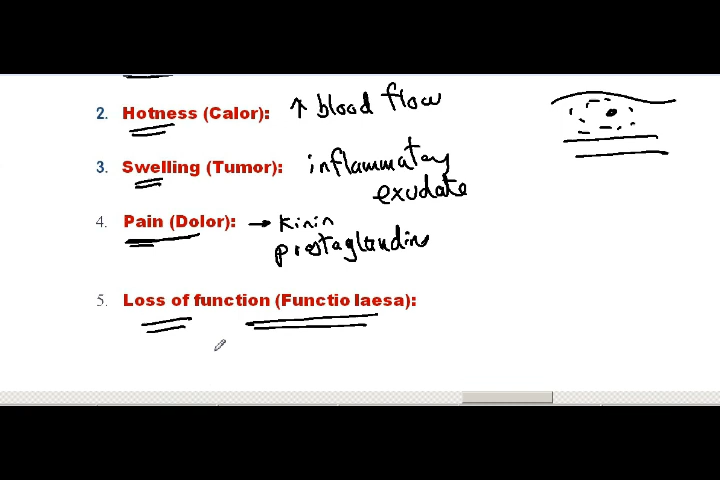 2. Hotness (Calor): ↑ blood flow
3. Swelling (Tumor): inflammatory
exudate
4. Pain (Dolor): → Kinin
prostaglandins
5. Loss of function (Functio laesa):